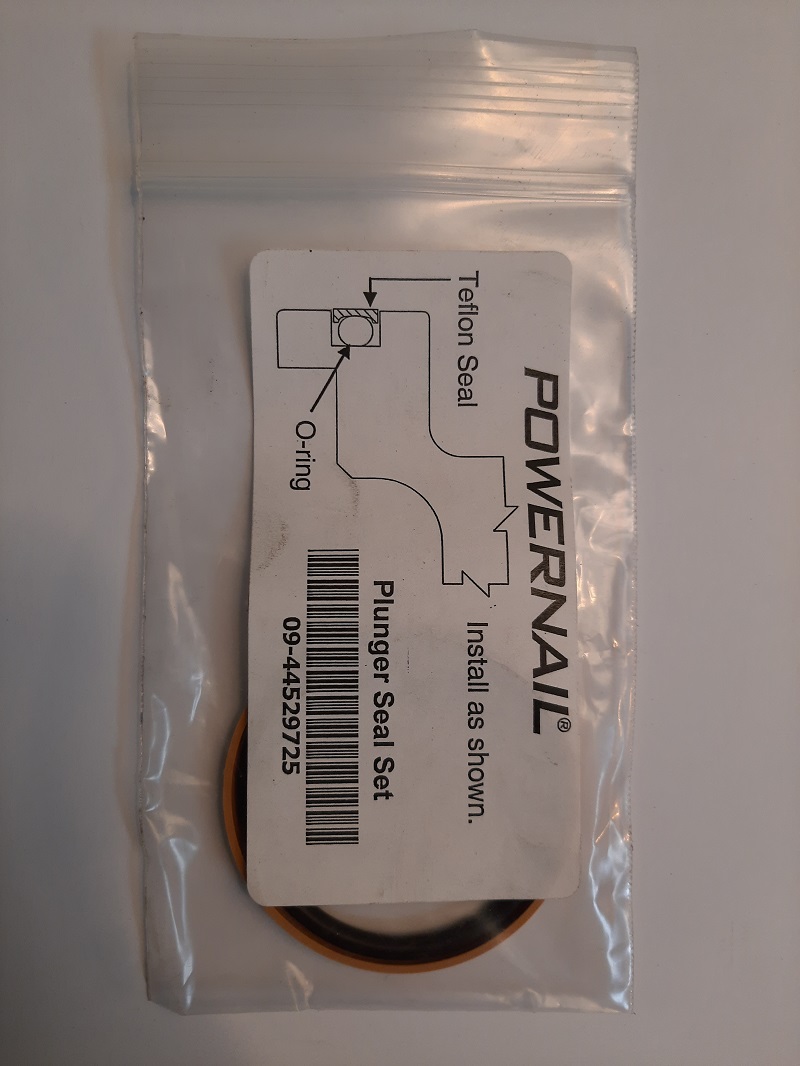 POWERNAIL®
Teflon Seal
O-ring
Install as shown.
Plunger Seal Set
09-44529725